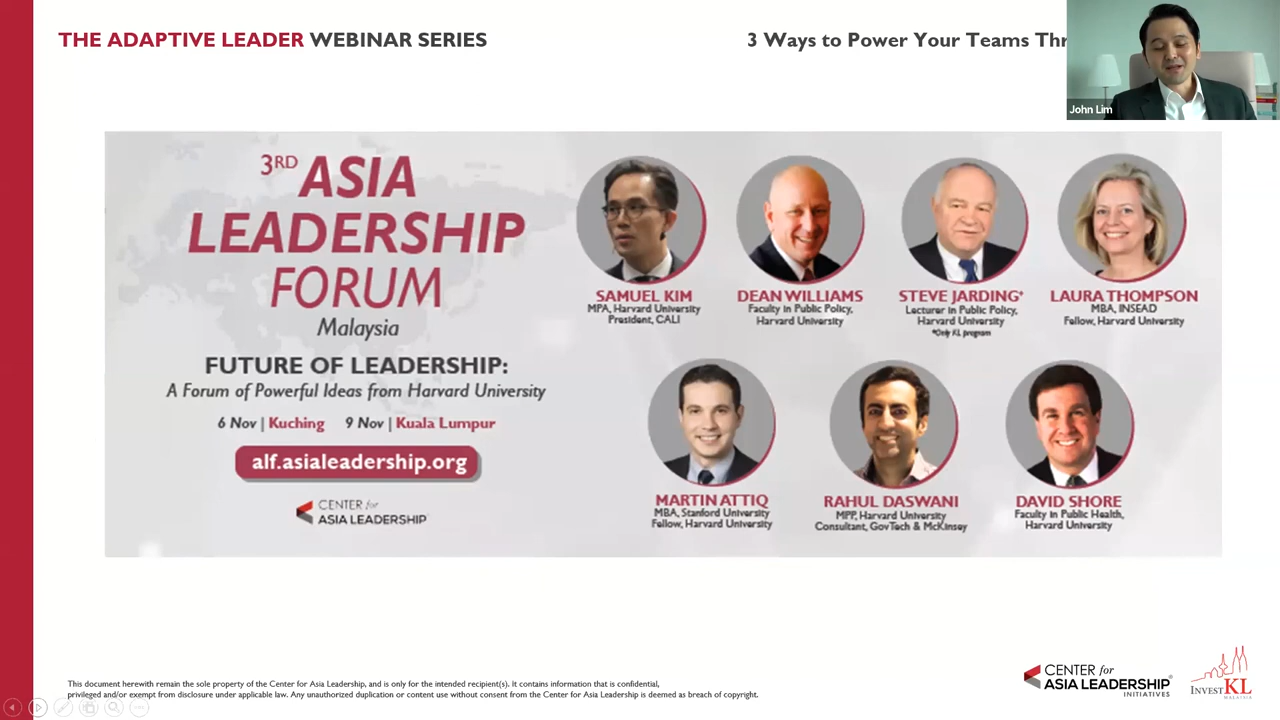 THE ADAPTIVE LEADER WEBINAR SERIES
3 Ways to Power Your Teams
John Lim
3RD ASIA
LEADERSHIP
FORUM
Malaysia
FUTURE OF LEADERSHIP:
A Forum of Powerful Ideas from Harvard University
6 Nov | Kuching 9 Nov | Kuala Lumpur
alf.asialeadership.org
CENTER for
ASIA LEADERSHIP
SAMUEL KIM
MPA, Harvard University
President, CALI
DEAN WILLIAMS
Faculty in Public Policy,
Harvard University
STEVE JARDING*
Lecturer in Public Policy,
Harvard University
*Only KL program
LAURA THOMPSON
MBA, INSEAD
Fellow, Harvard University
MARTIN ATTIQ
MBA, Stanford University
Fellow, Harvard University
RAHUL DASWANI
MPP, Harvard University
Consultant, GovTech & McKinsey
DAVID SHORE
Faculty in Public Health,
Harvard University
This document herewith remain the sole property of the Center for Asia Leadership, and is only for the intended recipient(s). It contains information that is confidential,
privileged and/or exempt from disclosure under applicable law. Any unauthorized duplication or content use without consent from the Center for Asia Leadership is deemed as breach of copyright.
CENTER for
ASIA LEADERSHIP®
INITIATIVES
INVESTKL
MALAYSIA